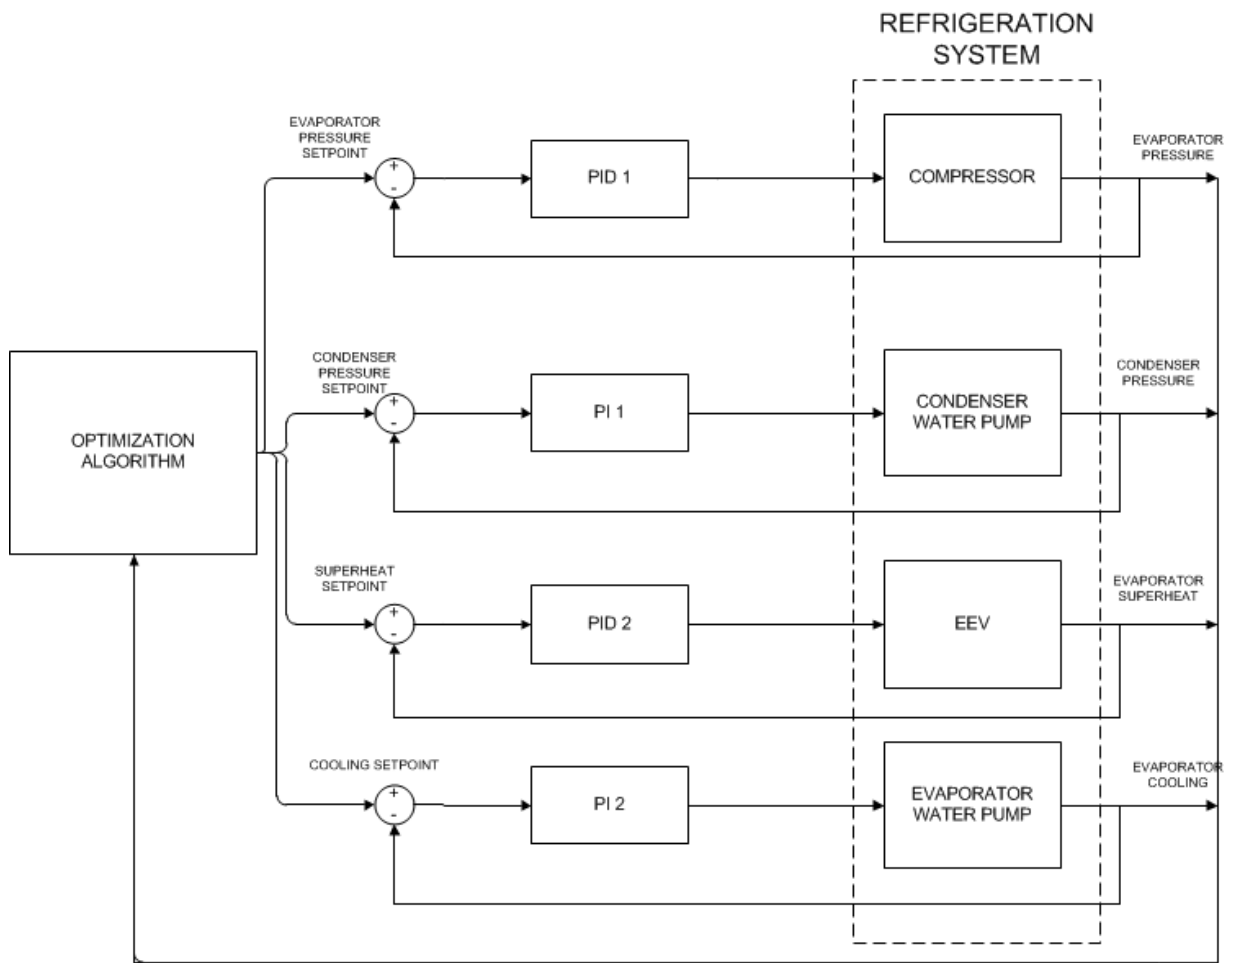 REFRIGERATION
SYSTEM
EVAPORATOR
PRESSURE
SETPOINT
+
-
PID 1
COMPRESSOR
EVAPORATOR
PRESSURE
CONDENSER
PRESSURE
SETPOINT
+
-
PI 1
CONDENSER
WATER PUMP
CONDENSER
PRESSURE
OPTIMIZATION
ALGORITHM
SUPERHEAT
SETPOINT
+
-
PID 2
EEV
EVAPORATOR
SUPERHEAT
COOLING SETPOINT
+
-
PI 2
EVAPORATOR
WATER PUMP
EVAPORATOR
COOLING